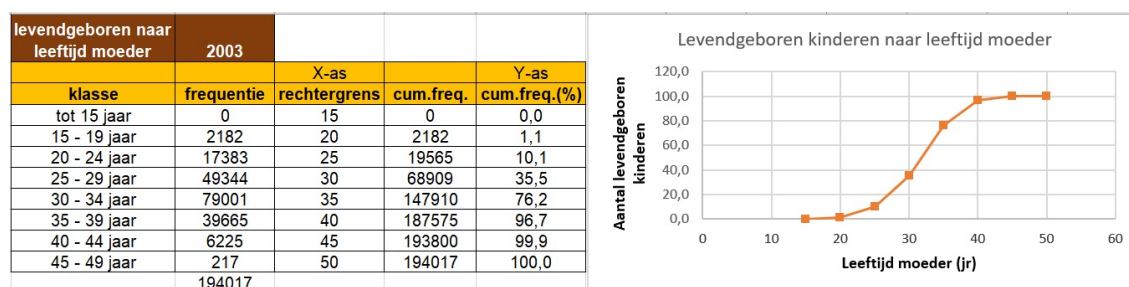 levendgeboren naar
leeftijd moeder 2003
X-as Y-as
klasse frequentie rechtergrens cum.freq. cum.freq.(%)
tot 15 jaar 0 15 0 0,0
15 - 19 jaar 2182 20 2182 1,1
20 - 24 jaar 17383 25 19565 10,1
25 - 29 jaar 49344 30 68909 35,5
30 - 34 jaar 79001 35 147910 76,2
35 - 39 jaar 39665 40 187575 96,7
40 - 44 jaar 6225 45 193800 99,9
45 - 49 jaar 217 50 194017 100,0
194017
Levendgeboren kinderen naar leeftijd moeder
Aantal levendgeboren
kinderen
120,0
100,0
80,0
60,0
40,0
20,0
0,0
0 10 20 30 40 50 60
Leeftijd moeder (jr)